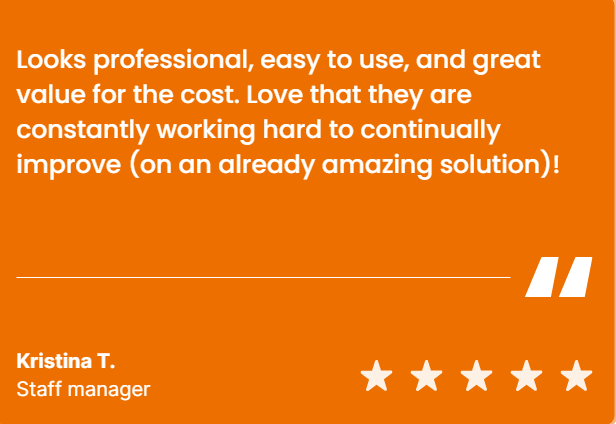 Looks professional, easy to use, and great
value for the cost. Love that they are
constantly working hard to continually
improve (on an already amazing solution)!
Kristina T.
Staff manager